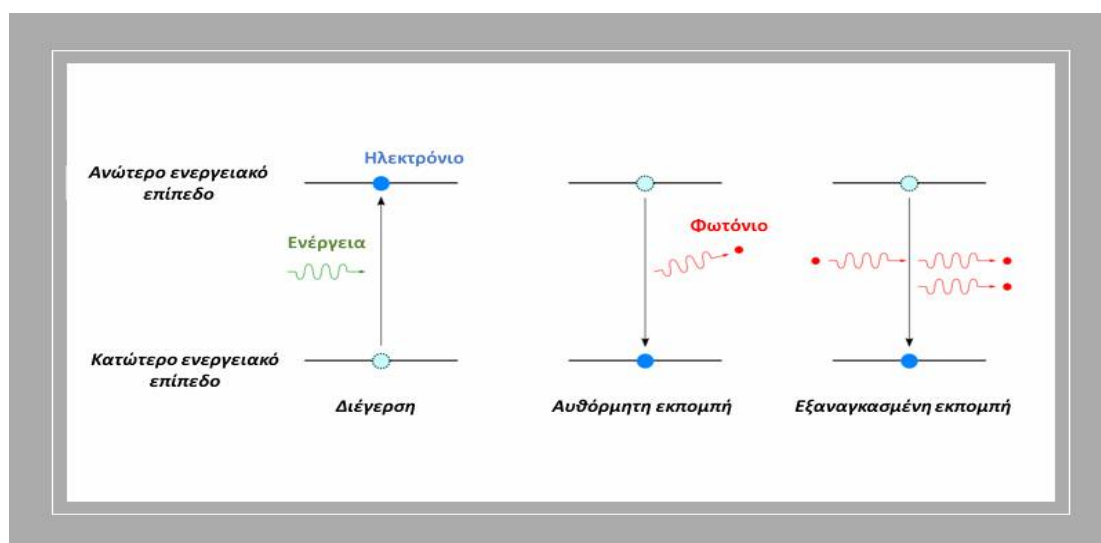 Ηλεκτρόνιο
Ανώτερο ενεργειακό
επίπεδο
Φωτόνιο
Ενέργεια
Κατώτερο ενεργειακό
επίπεδο
Διέγερση
Αυθόρμητη εκπομπή
Εξαναγκασμένη εκπομπή